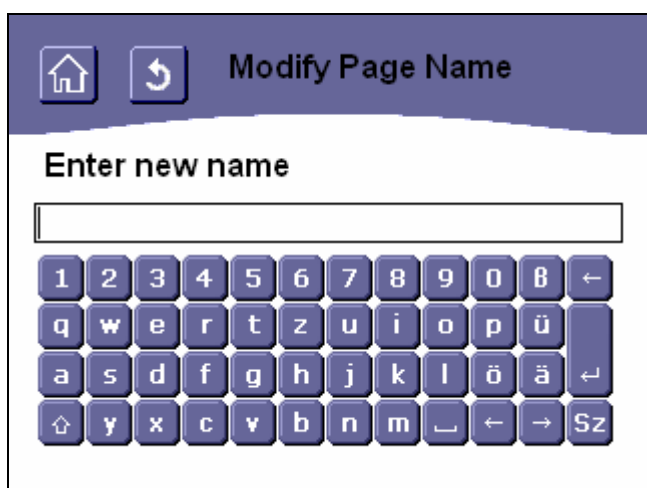 Modify Page Name
Enter new name
1 2 3 4 5 6 7 8 9 0 ß ←
q w e r t z u i o p ü
a s d f g h j k l ö ä ↵
⇧ y x c v b n m ⎵ ← → Sz